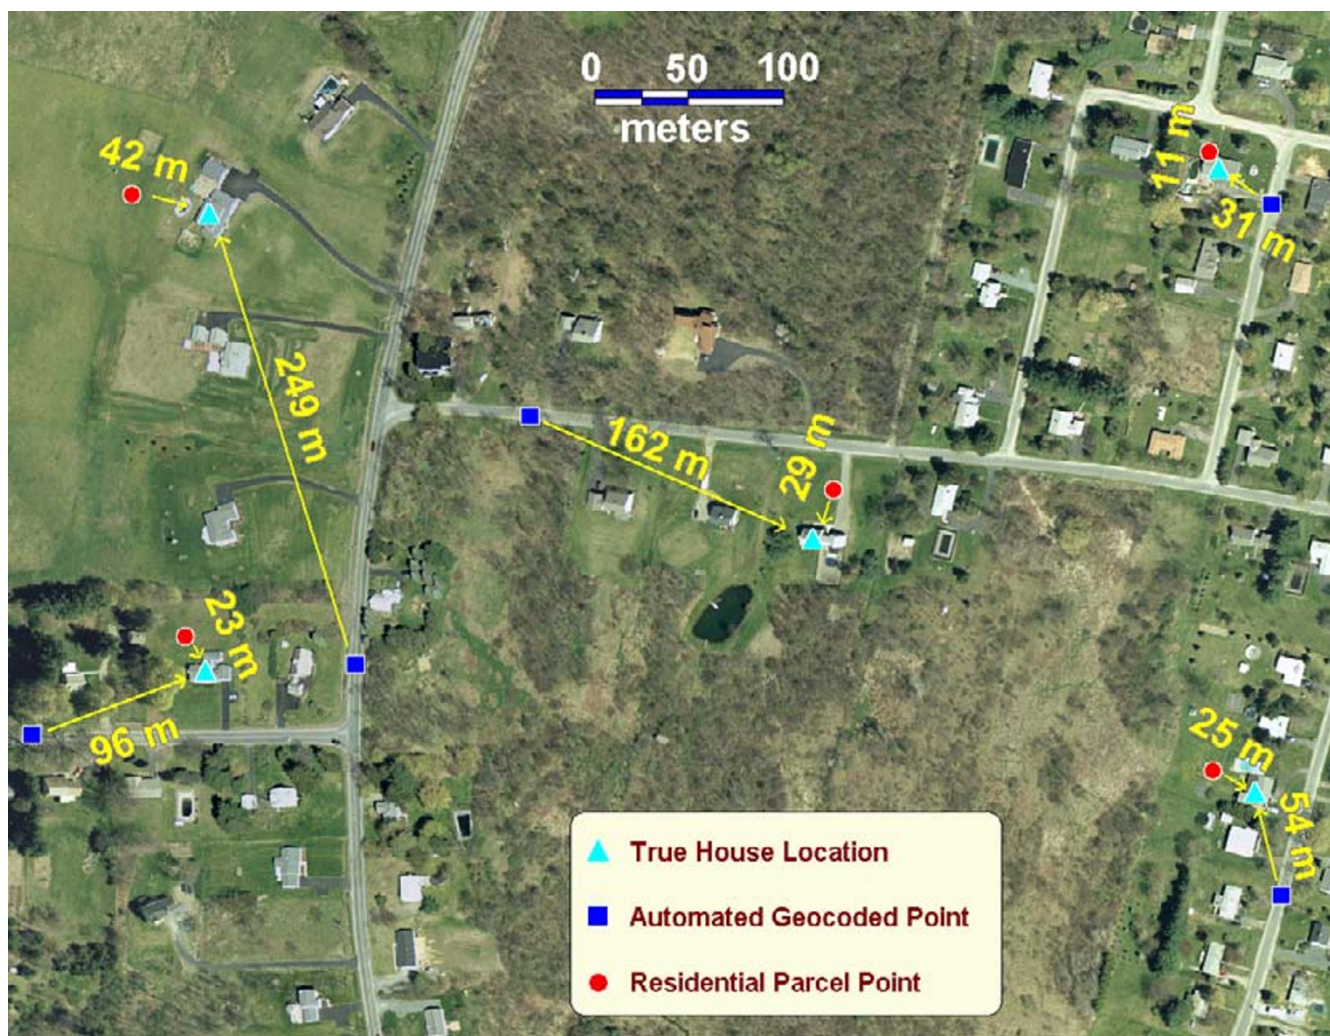 0 50 100
meters
42 m
11 m
31 m
249 m
162 m
29 m
23 m
96 m
25 m
54 m
True House Location
Automated Geocoded Point
Residential Parcel Point